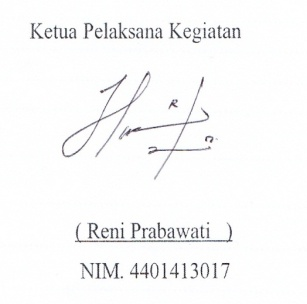 Ketua Pelaksana Kegiatan
( Reni Prabawati )
NIM. 4401413017